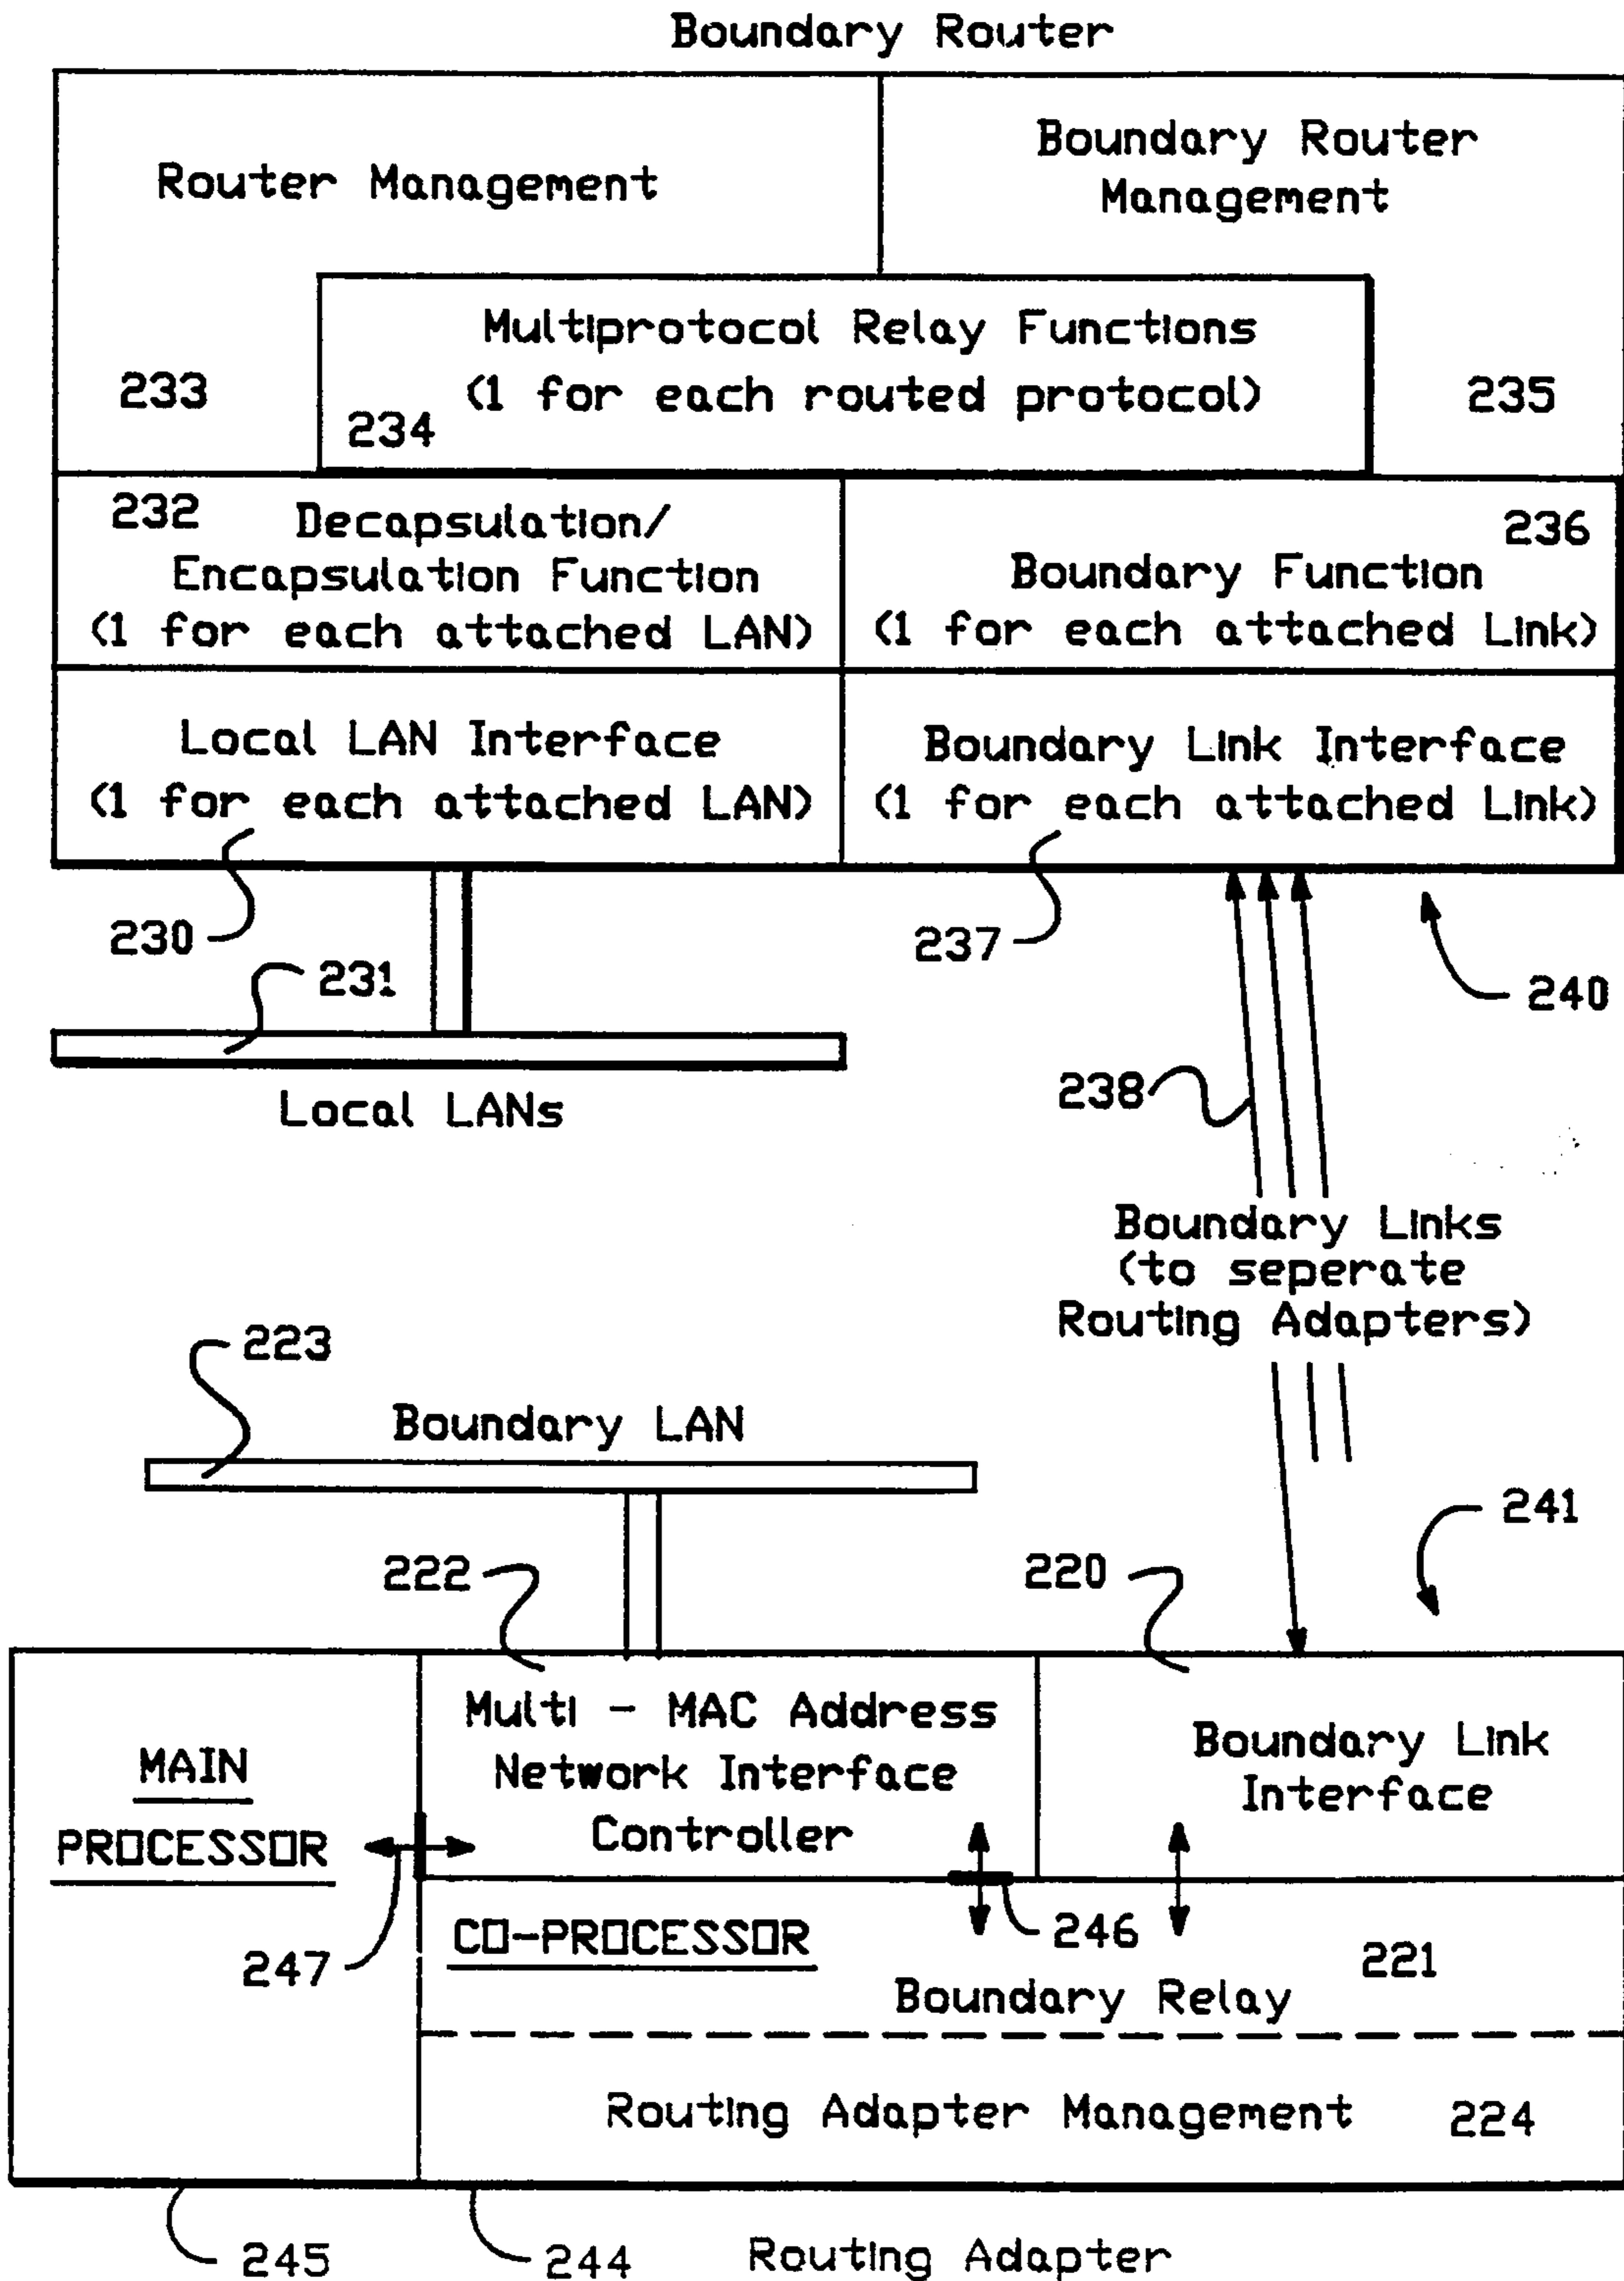 Boundary Router
Router Management
Boundary Router
Management
Multiprotocol Relay Functions
(1 for each routed protocol)
233
234
235
232
Decapsulation/
Encapsulation Function
(1 for each attached LAN)
236
Boundary Function
(1 for each attached Link)
Local LAN Interface
(1 for each attached LAN)
Boundary Link Interface
(1 for each attached Link)
230
237
231
240
Local LANs
238
Boundary Links
(to seperate
Routing Adapters)
223
Boundary LAN
241
222
220
MAIN
PROCESSOR
Multi - MAC Address
Network Interface
Controller
Boundary Link
Interface
247
CO-PROCESSOR
246
221
Boundary Relay
Routing Adapter Management
224
245
244
Routing Adapter